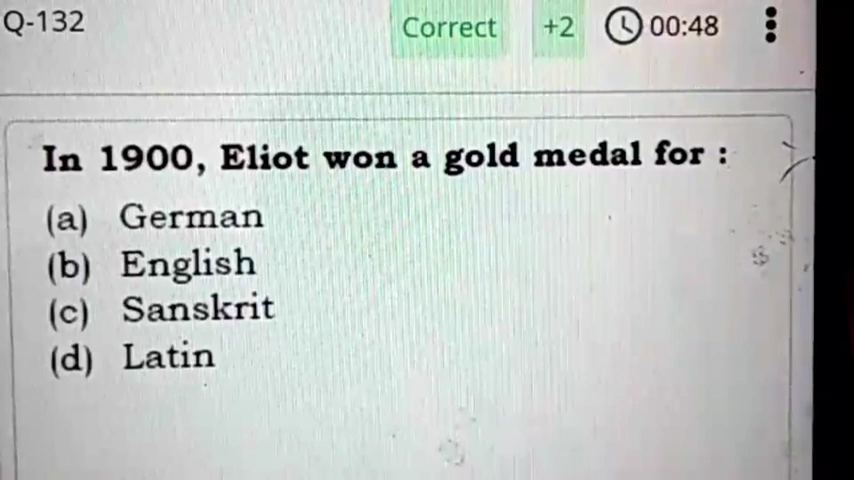 Q-132 Correct +2 00:48
In 1900, Eliot won a gold medal for :
(a) German
(b) English
(c) Sanskrit
(d) Latin